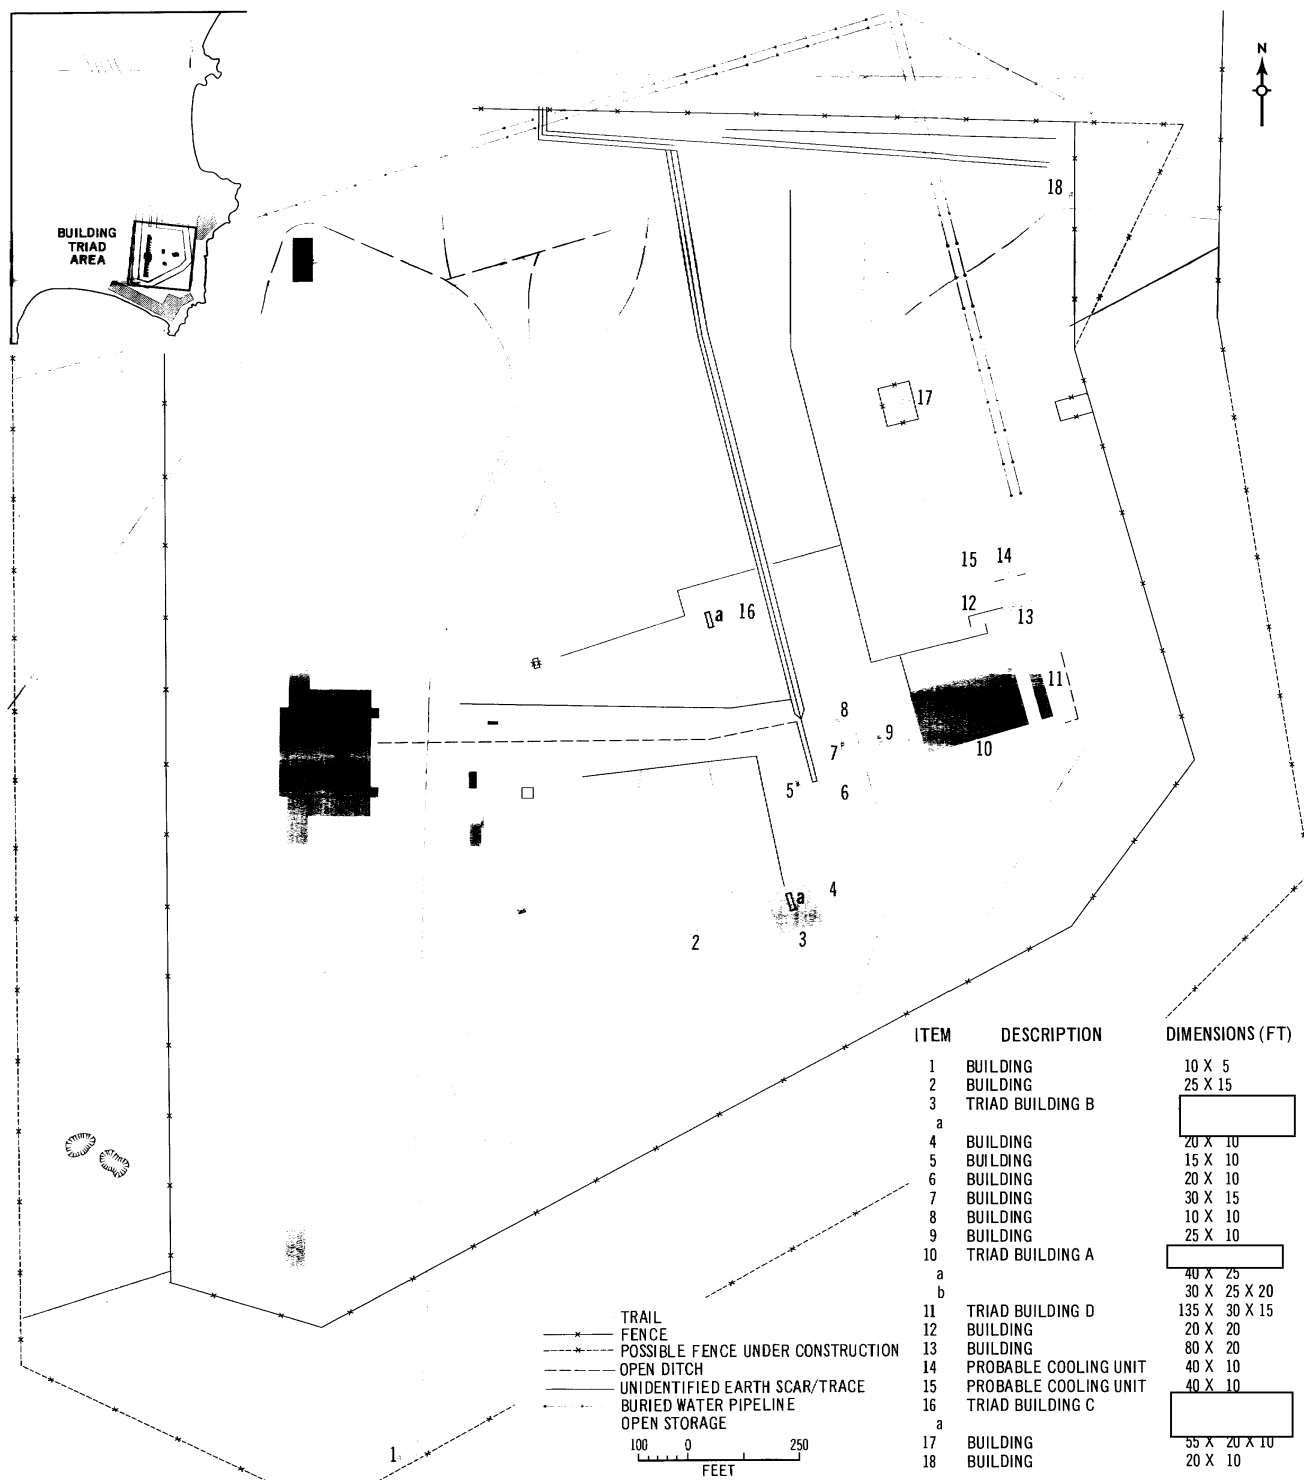 N
BUILDING
TRIAD
AREA
18
17
15 14
12
13
a 16
11
8
9
7
10
5
6
a 4
2
3
1
ITEM DESCRIPTION DIMENSIONS (FT)
1 BUILDING 10 X 5
2 BUILDING 25 X 15
3 TRIAD BUILDING B
a
4 BUILDING 20 X 10
5 BUILDING 15 X 10
6 BUILDING 20 X 10
7 BUILDING 30 X 15
8 BUILDING 10 X 10
9 BUILDING 25 X 10
10 TRIAD BUILDING A
a 40 X 25
b 30 X 25 X 20
11 TRIAD BUILDING D 135 X 30 X 15
12 BUILDING 20 X 20
13 BUILDING 80 X 20
14 PROBABLE COOLING UNIT 40 X 10
15 PROBABLE COOLING UNIT 40 X 10
16 TRIAD BUILDING C
a
17 BUILDING 55 X 20 X 10
18 BUILDING 20 X 10
TRAIL
FENCE
POSSIBLE FENCE UNDER CONSTRUCTION
OPEN DITCH
UNIDENTIFIED EARTH SCAR/TRACE
BURIED WATER PIPELINE
OPEN STORAGE
100 0 250
FEET